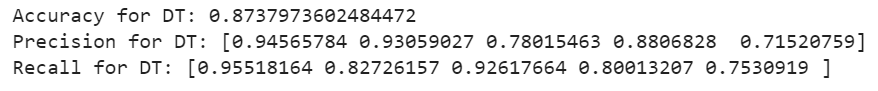 Accuracy for DT: 0.8737973602484472
Precision for DT: [0.94565784 0.93059027 0.78015463 0.8806828  0.71520759]
Recall for DT: [0.95518164 0.82726157 0.92617664 0.80013207 0.7530919 ]